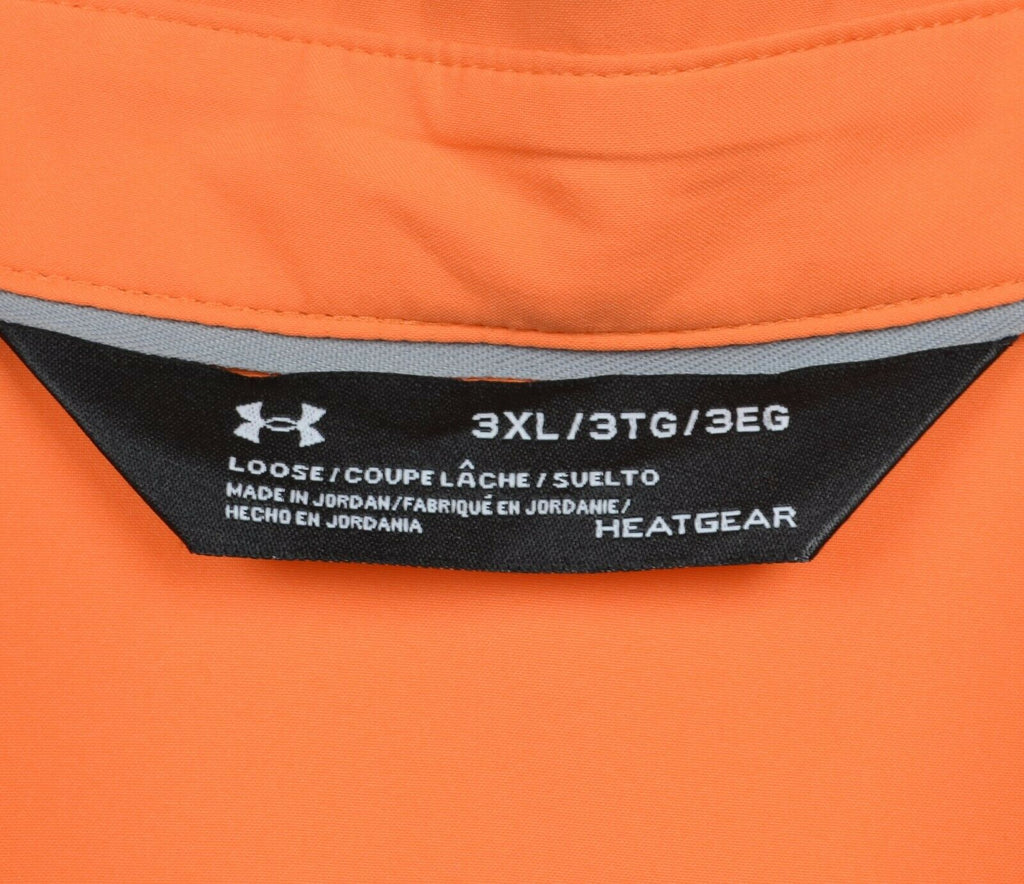 3XL/3TG/3EG
LOOSE/COUPE LÂCHE/SUELTO
MADE IN JORDAN/FABRIQUÉ EN JORDANIE/
HECHO EN JORDANIA
HEATGEAR